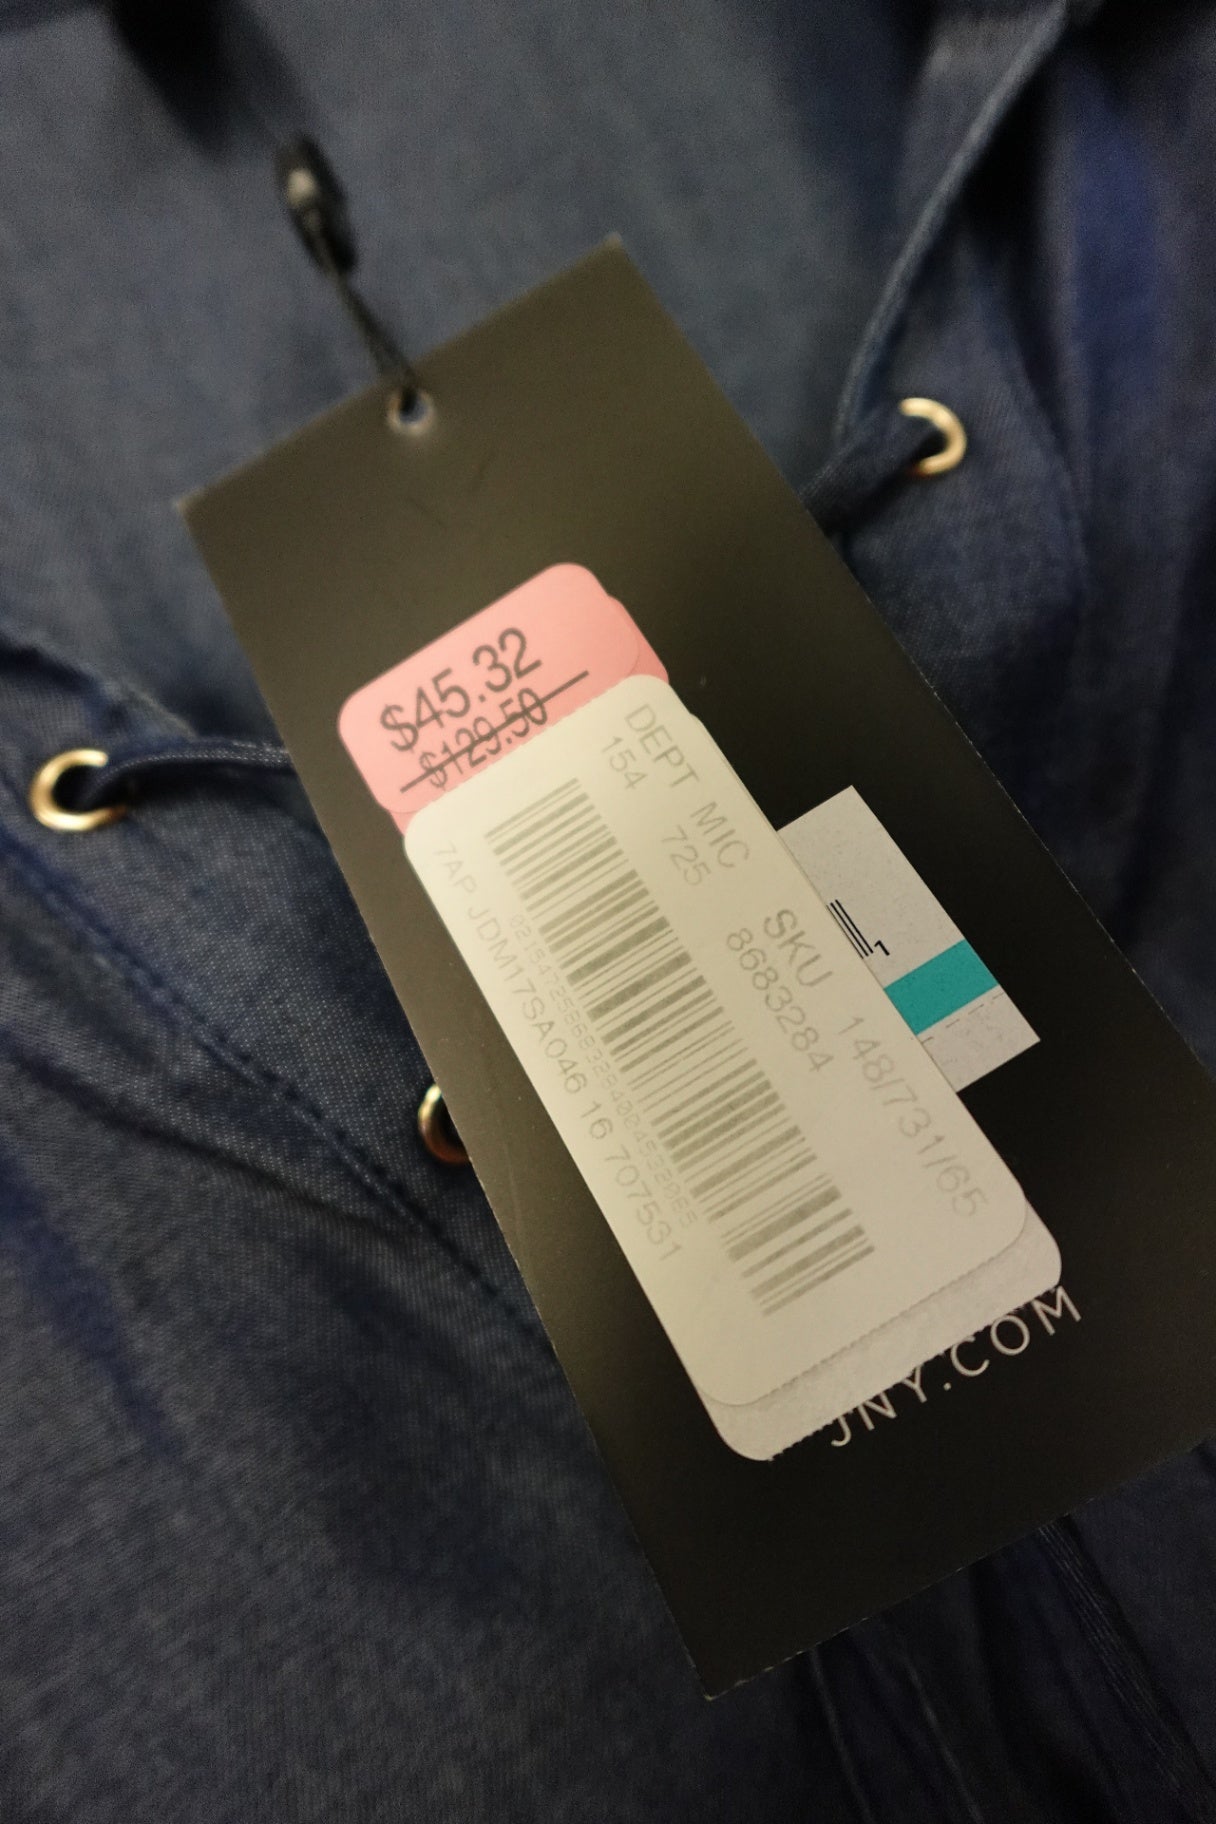 $45.32
$129.50
DEPT MIC SKU 148/731/65
154 725 8683284
7AP JDM17SA046 16 707531
JNY.COM